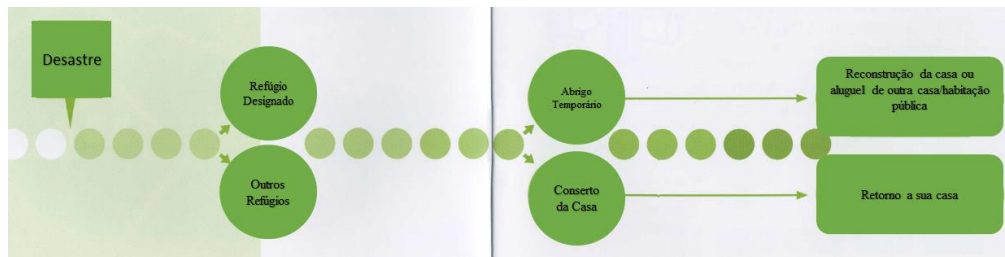 Desastre
Refúgio
Designado
Outros
Refúgios
Abrigo
Temporário
Conserto
da Casa
Reconstrução da casa ou
aluguel de outra casa/habitação
pública
Retorno a sua casa